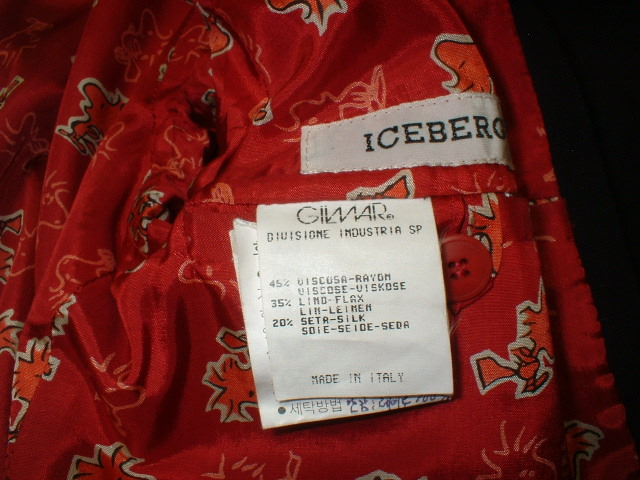 ICEBERG
GILMAR
DIVISIONE INDUSTRIA SP
45% VISCOSA-RAYON
VISCOSE-VISKOSE
35% LINO-FLAX
LIN-LEINEN
20% SETA-SILK
SOIE-SEIDE-SEDA
MADE IN ITALY
●세탁방법